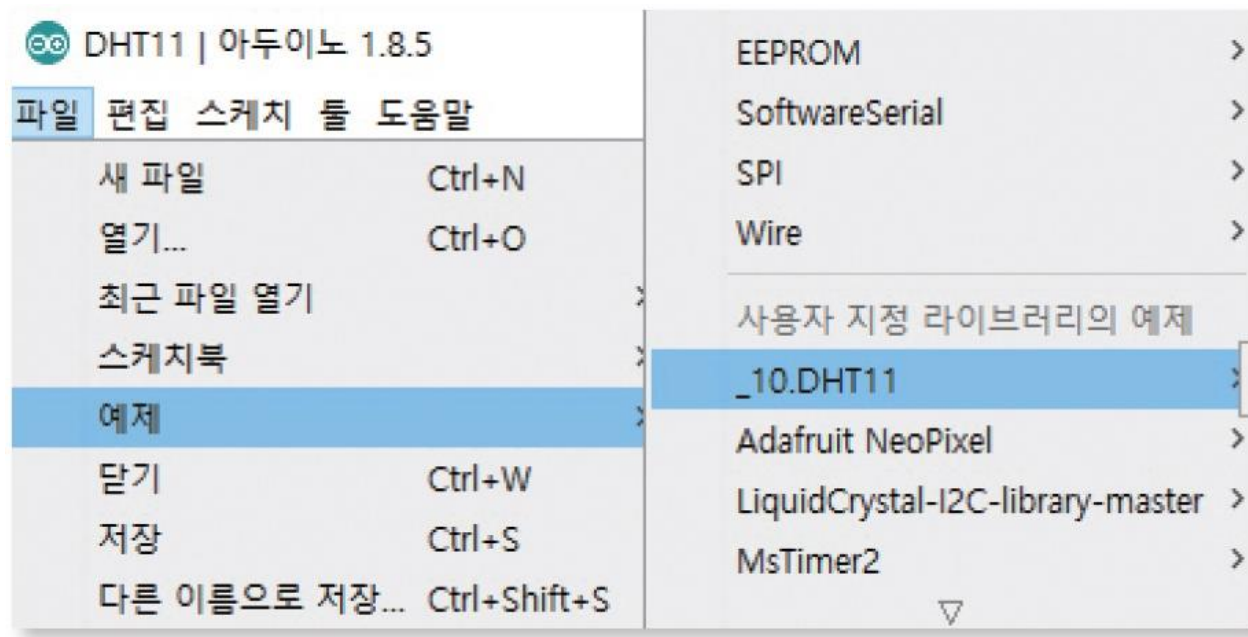 DHT11 | 아두이노 1.8.5
파일 편집 스케치 툴 도움말
새 파일 Ctrl+N
열기... Ctrl+O
최근 파일 열기
스케치북
예제
닫기 Ctrl+W
저장 Ctrl+S
다른 이름으로 저장... Ctrl+Shift+S
EEPROM
SoftwareSerial
SPI
Wire
사용자 지정 라이브러리의 예제
_10.DHT11
Adafruit NeoPixel
LiquidCrystal-I2C-library-master
MsTimer2